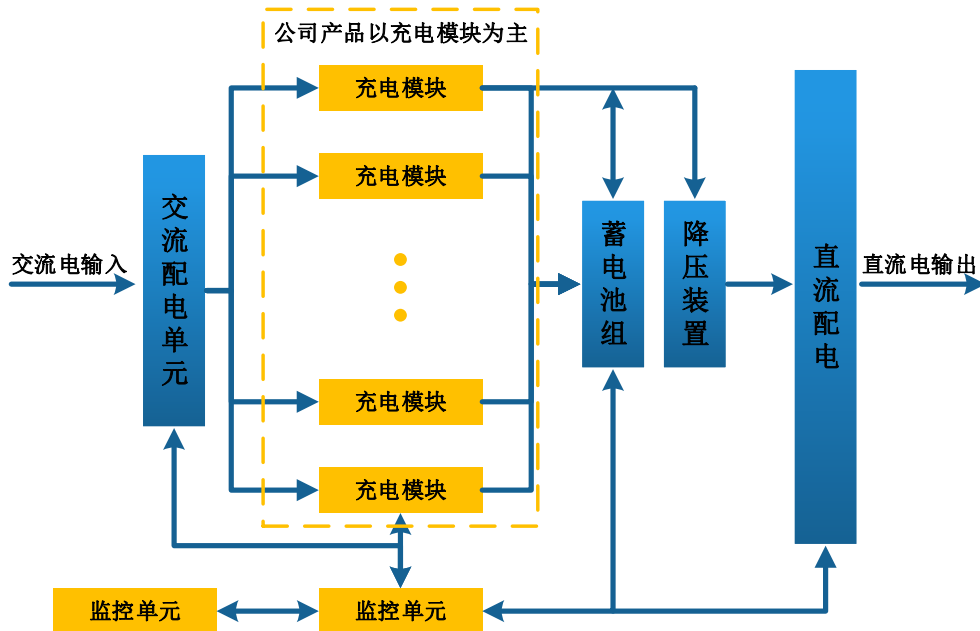 公司产品以充电模块为主
充电模块
充电模块
交流配电单元
交流电输入
蓄电池组
降压装置
直流配电
直流电输出
充电模块
充电模块
监控单元
监控单元